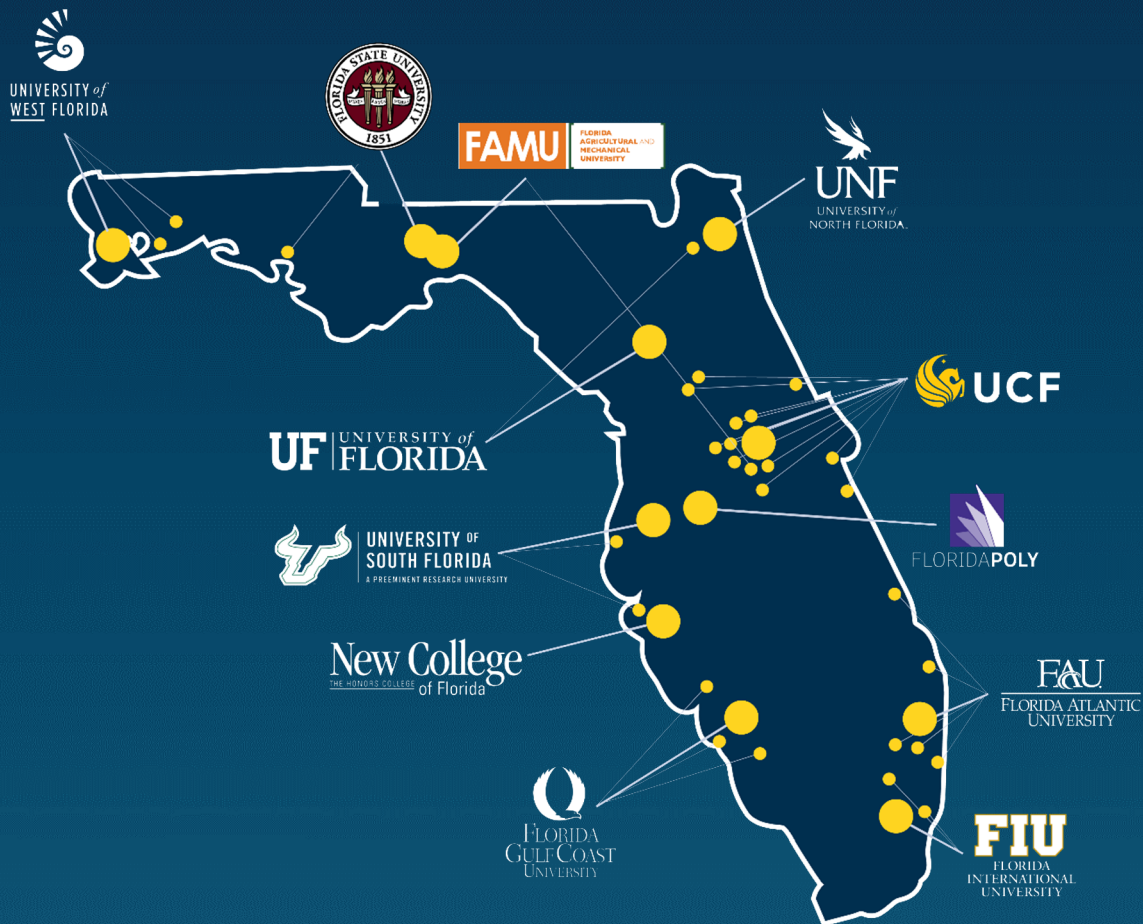 UNIVERSITY of
WEST FLORIDA
FLORIDA STATE UNIVERSITY
1851
FAMU
FLORIDA
AGRICULTURAL AND
MECHANICAL
UNIVERSITY
UNF
UNIVERSITY of
NORTH FLORIDA.
UCF
UF
UNIVERSITY of
FLORIDA
UNIVERSITY OF
SOUTH FLORIDA
A PREEMINENT RESEARCH UNIVERSITY
FLORIDAPOLY
New College
THE HONORS COLLEGE
of Florida
FAU
FLORIDA ATLANTIC
UNIVERSITY
FLORIDA
GULF COAST
UNIVERSITY
FIU
FLORIDA
INTERNATIONAL
UNIVERSITY